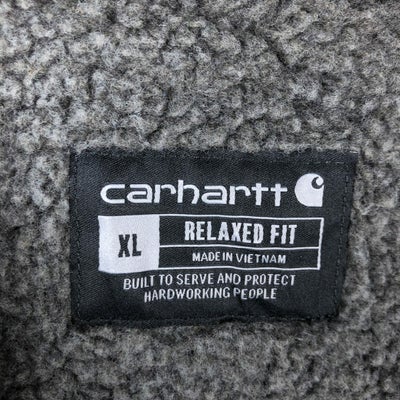 carhartt
XL
RELAXED FIT
MADE IN VIETNAM
BUILT TO SERVE AND PROTECT
HARDWORKING PEOPLE